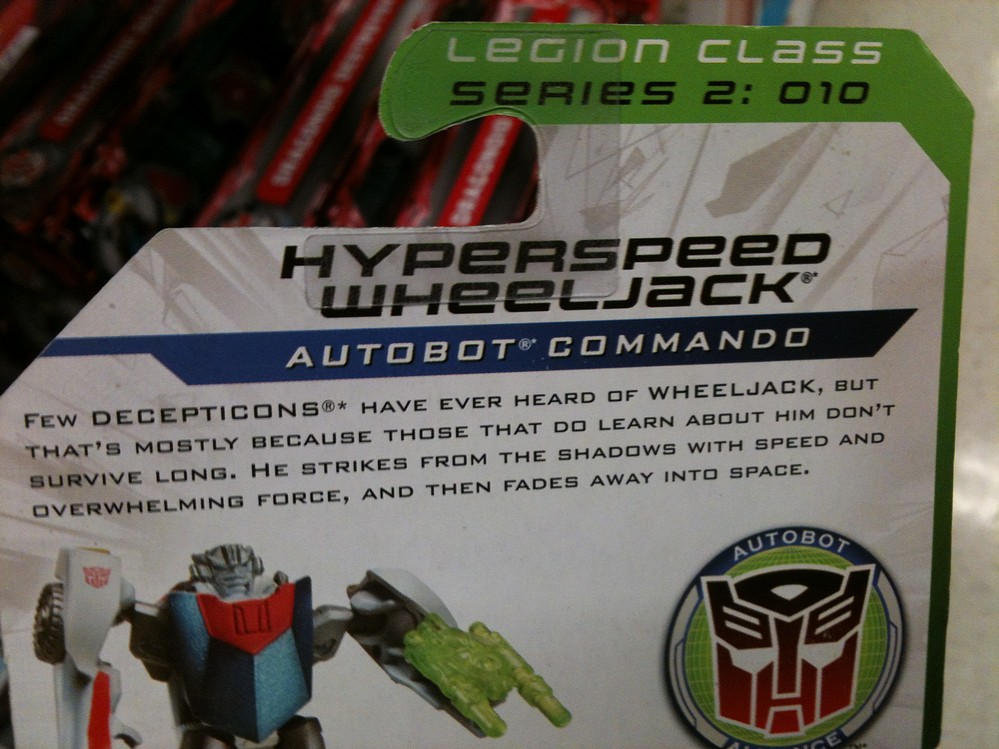 LEGION CLASS
SERIES 2: 010
HYPERSPEED
WHEELJACK®*
AUTOBOT®* COMMANDO
FEW DECEPTICONS®* HAVE EVER HEARD OF WHEELJACK, BUT
THAT'S MOSTLY BECAUSE THOSE THAT DO LEARN ABOUT HIM DON'T
SURVIVE LONG. HE STRIKES FROM THE SHADOWS WITH SPEED AND
OVERWHELMING FORCE, AND THEN FADES AWAY INTO SPACE.
AUTOBOT